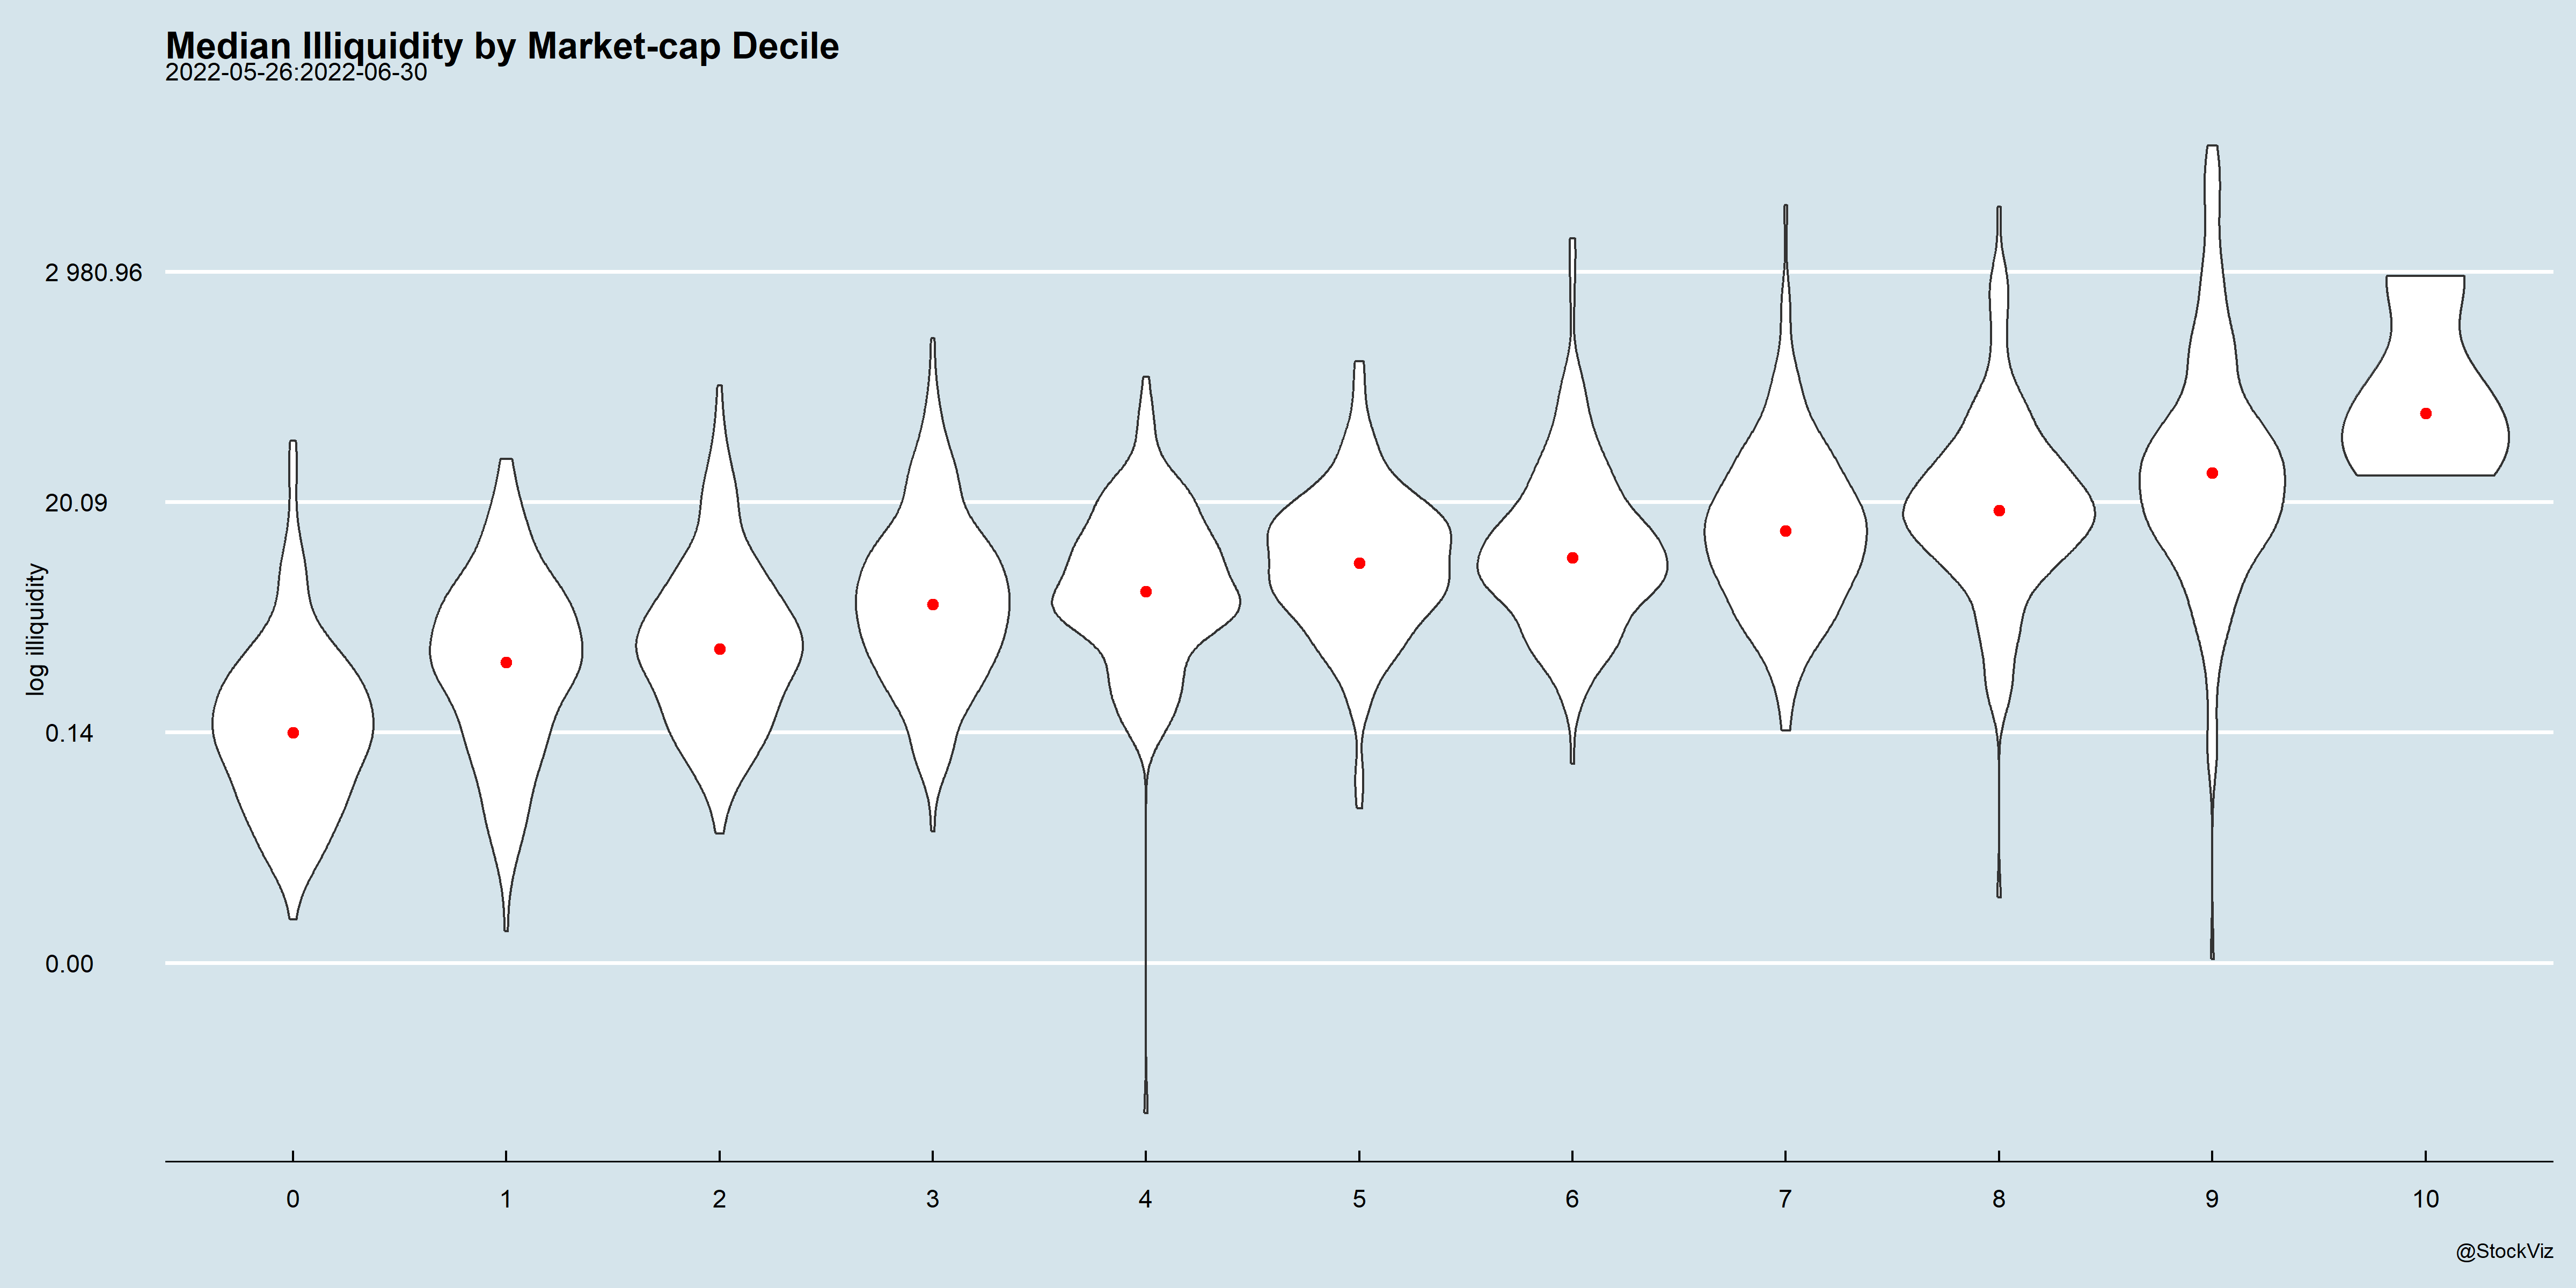 Median Illiquidity by Market-cap Decile
2022-05-26:2022-06-30
2 980.96
20.09
0.14
0.00
log illiquidity
0 1 2 3 4 5 6 7 8 9 10
@StockViz